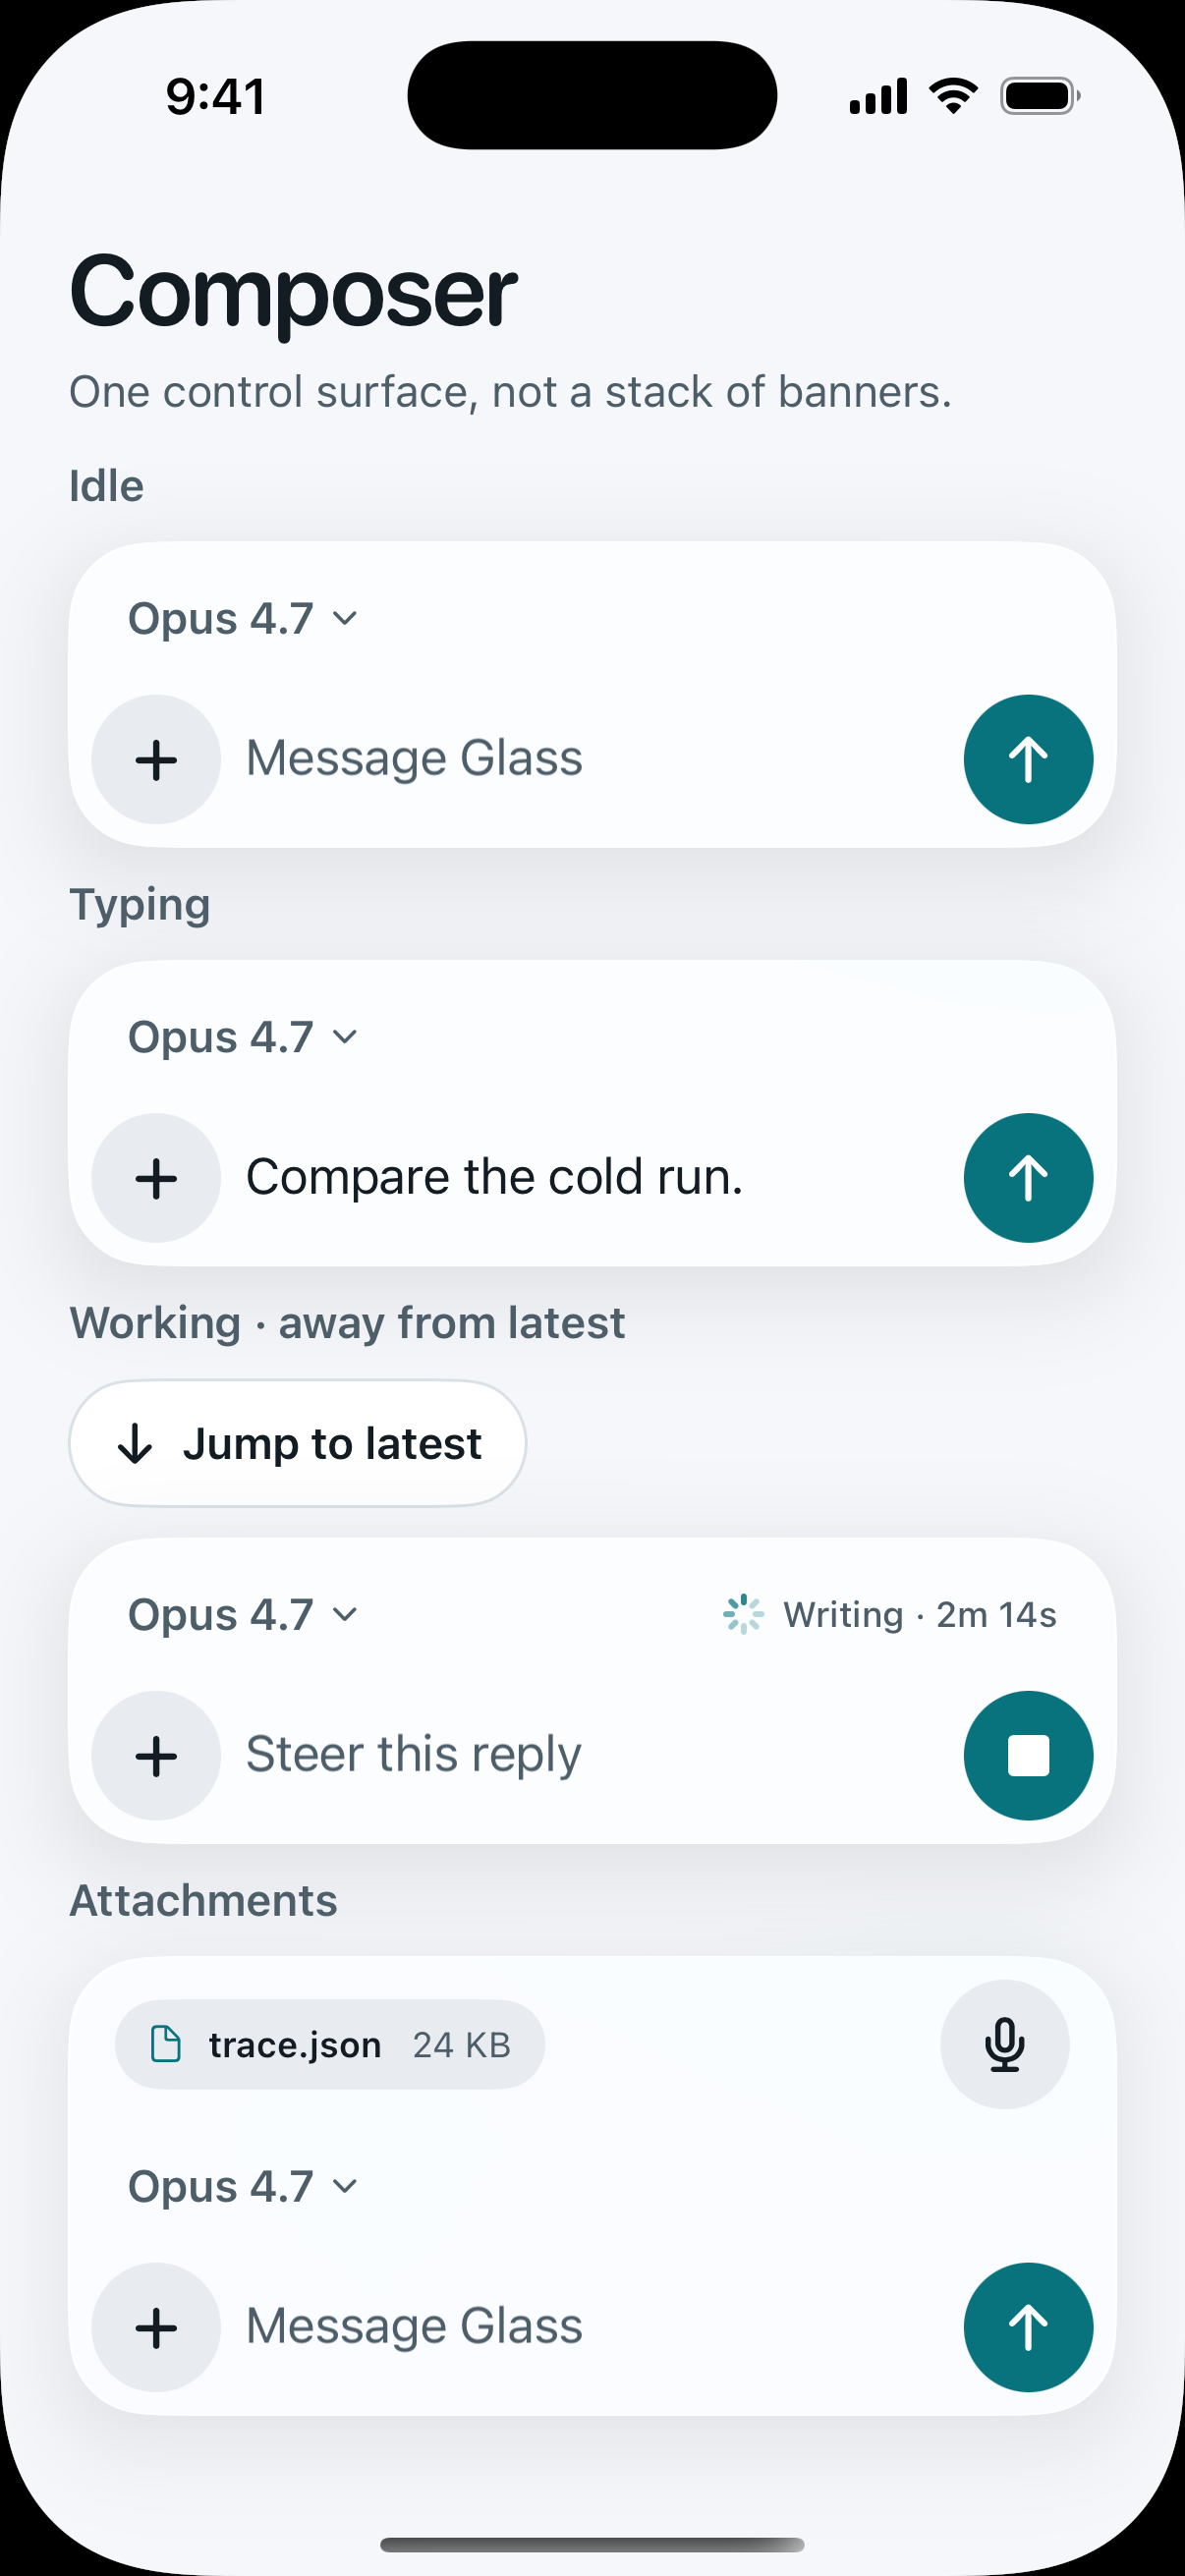 9:41
Composer
One control surface, not a stack of banners.
Idle
Opus 4.7
Message Glass
Typing
Opus 4.7
Compare the cold run.
Working · away from latest
Jump to latest
Opus 4.7 Writing · 2m 14s
Steer this reply
Attachments
trace.json 24 KB
Opus 4.7
Message Glass